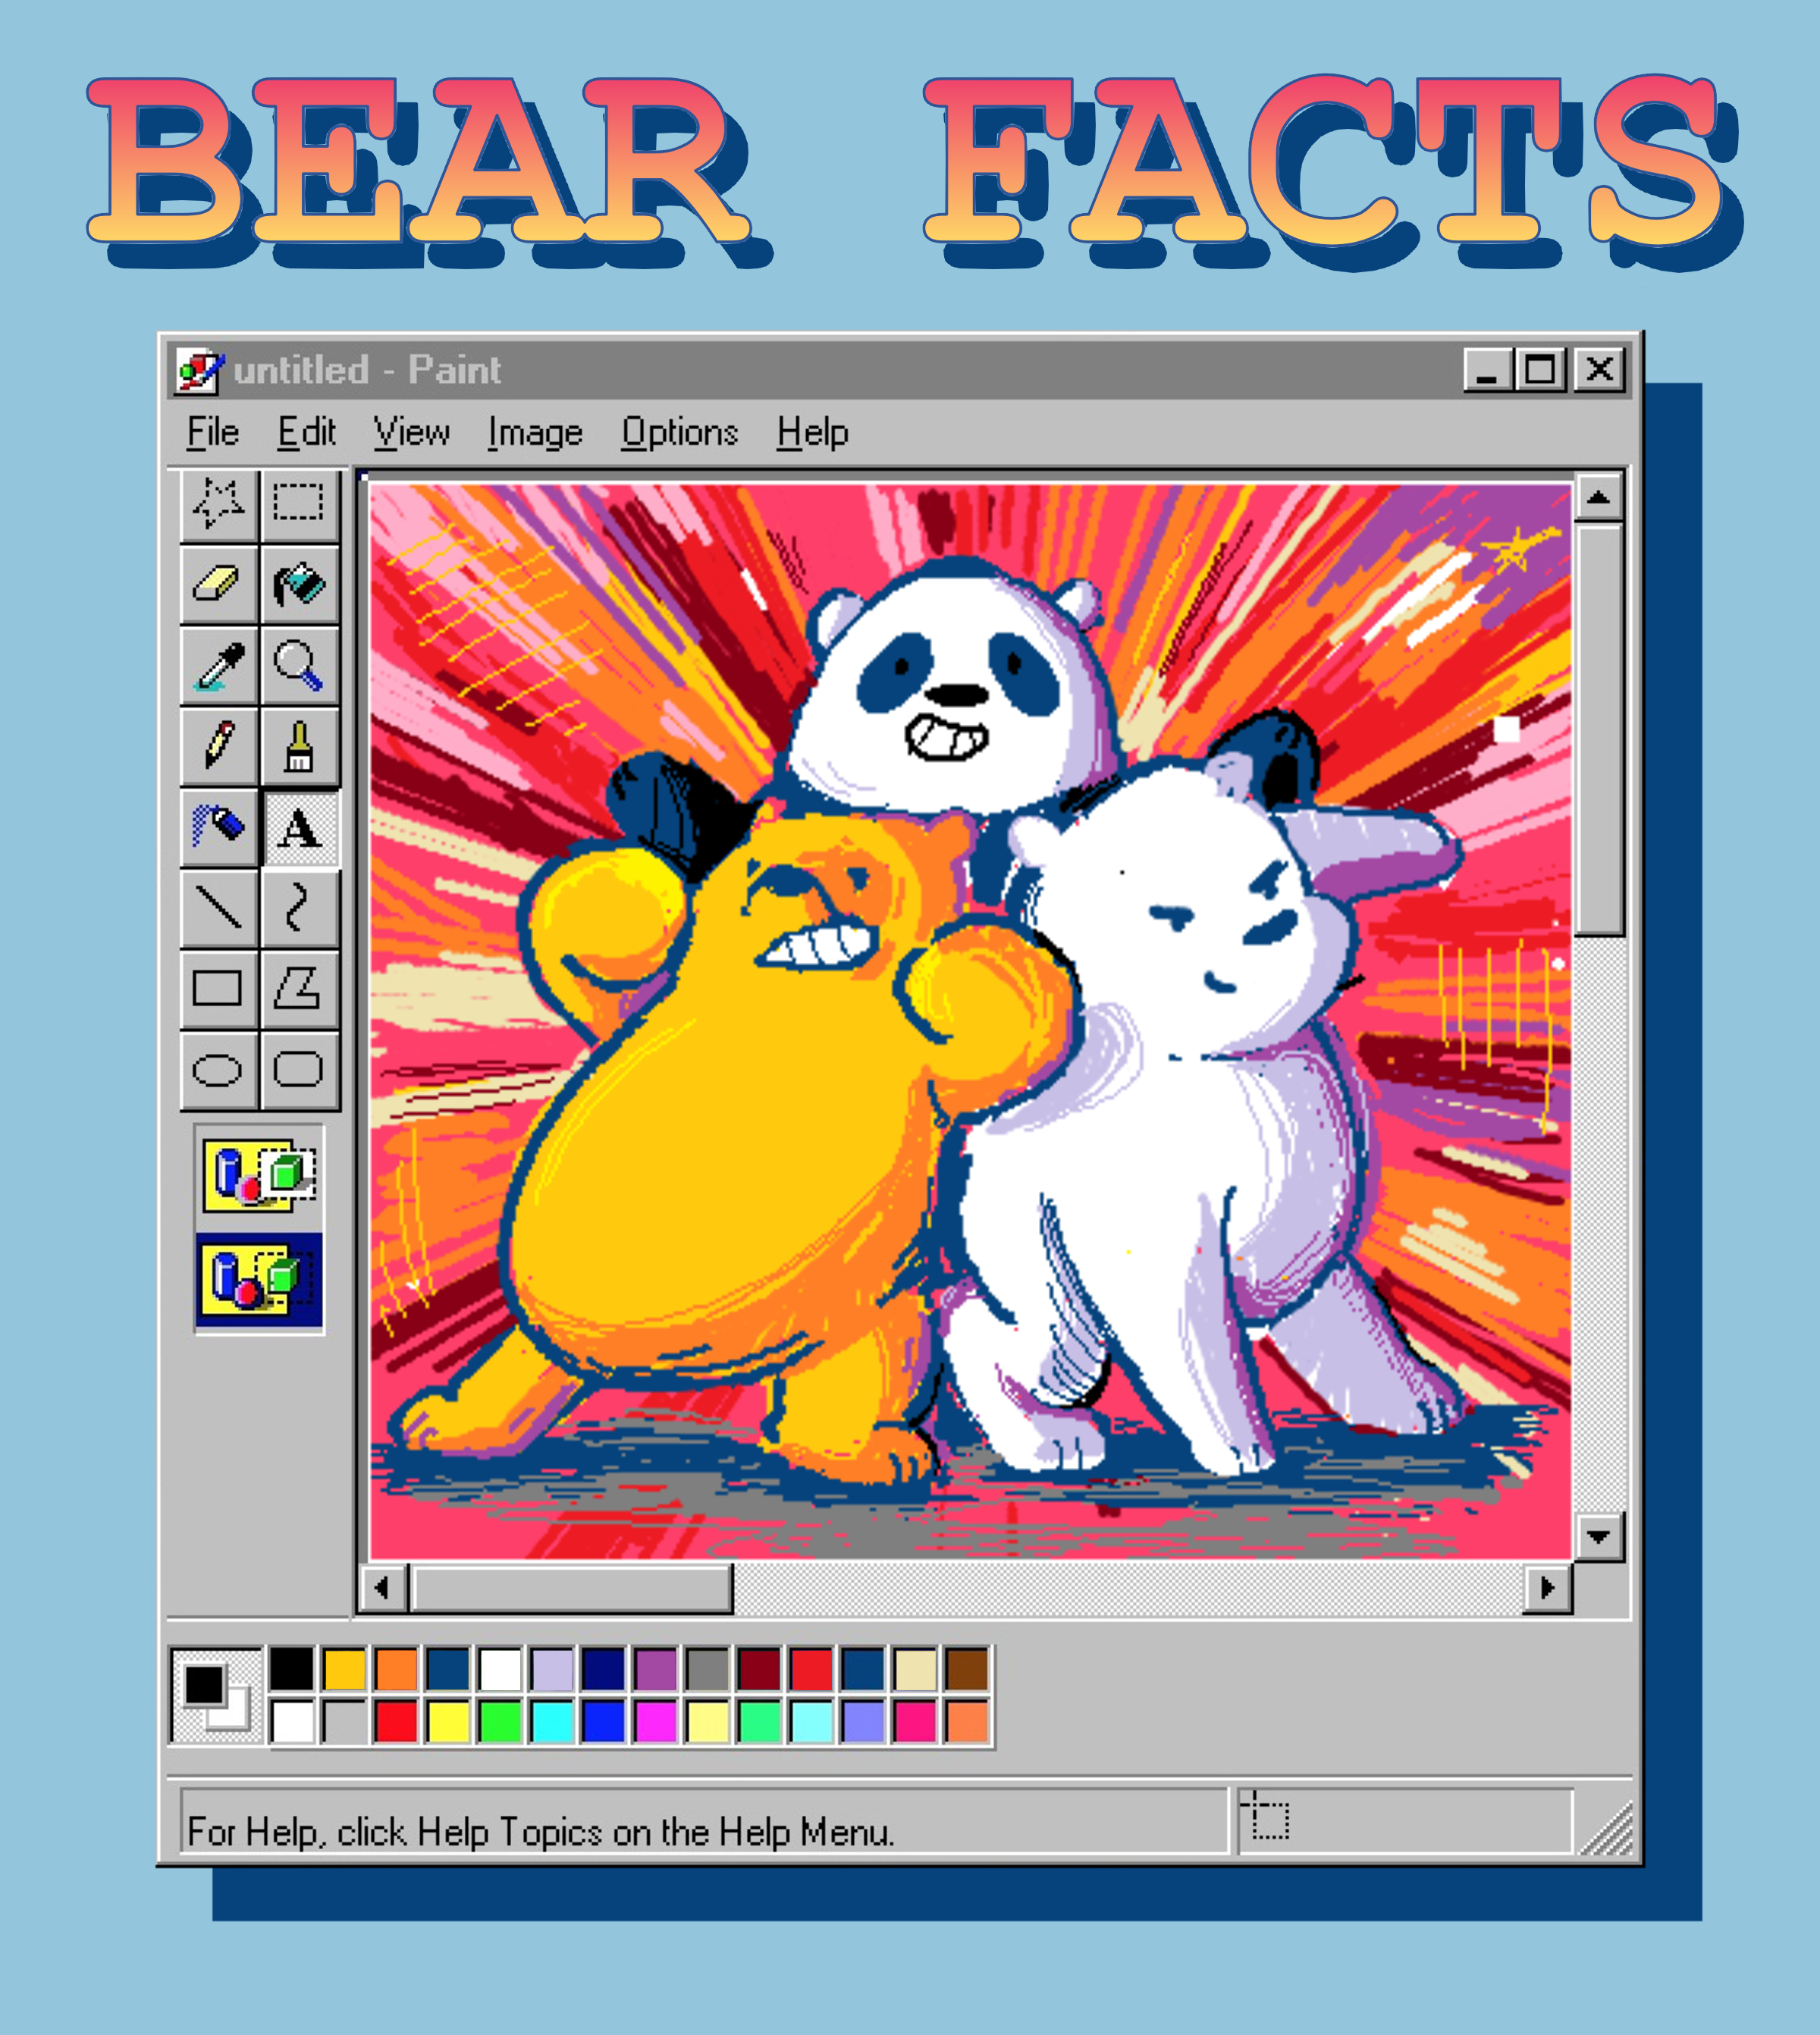 BEAR FACTS
untitled - Paint
File Edit View Image Options Help
A
For Help, click Help Topics on the Help Menu.